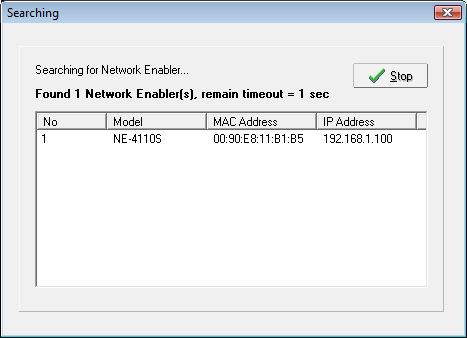 Searching
Searching for Network Enabler...
Stop
Found 1 Network Enabler(s), remain timeout = 1 sec
No Model MAC Address IP Address
1 NE-4110S 00:90:E8:11:B1:B5 192.168.1.100